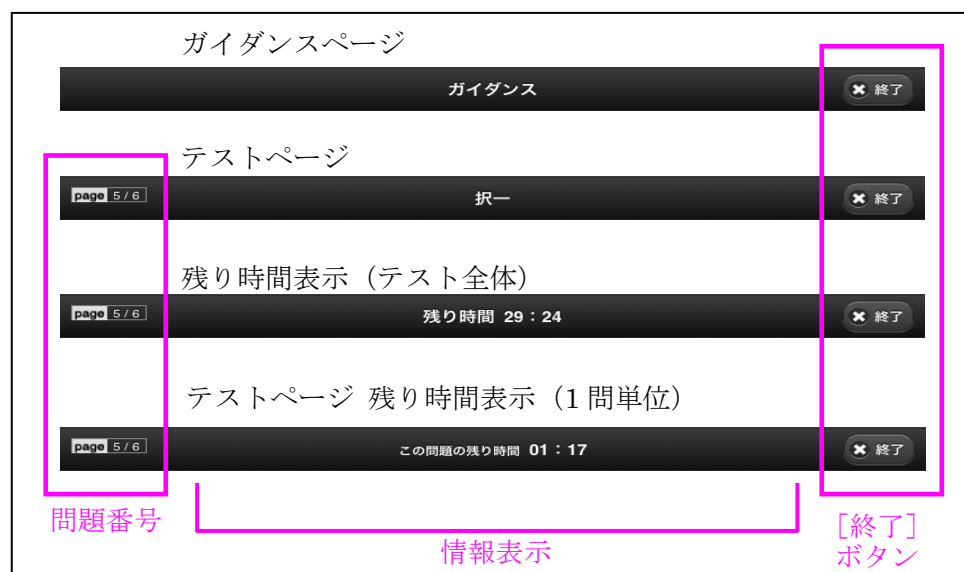 ガイダンスページ
ガイダンス
終了
テストページ
page 5/6
択一
終了
残り時間表示（テスト全体）
page 5/6
残り時間 29：24
終了
テストページ 残り時間表示（1問単位）
page 5/6
この問題の残り時間 01：17
終了
問題番号
情報表示
［終了］
ボタン